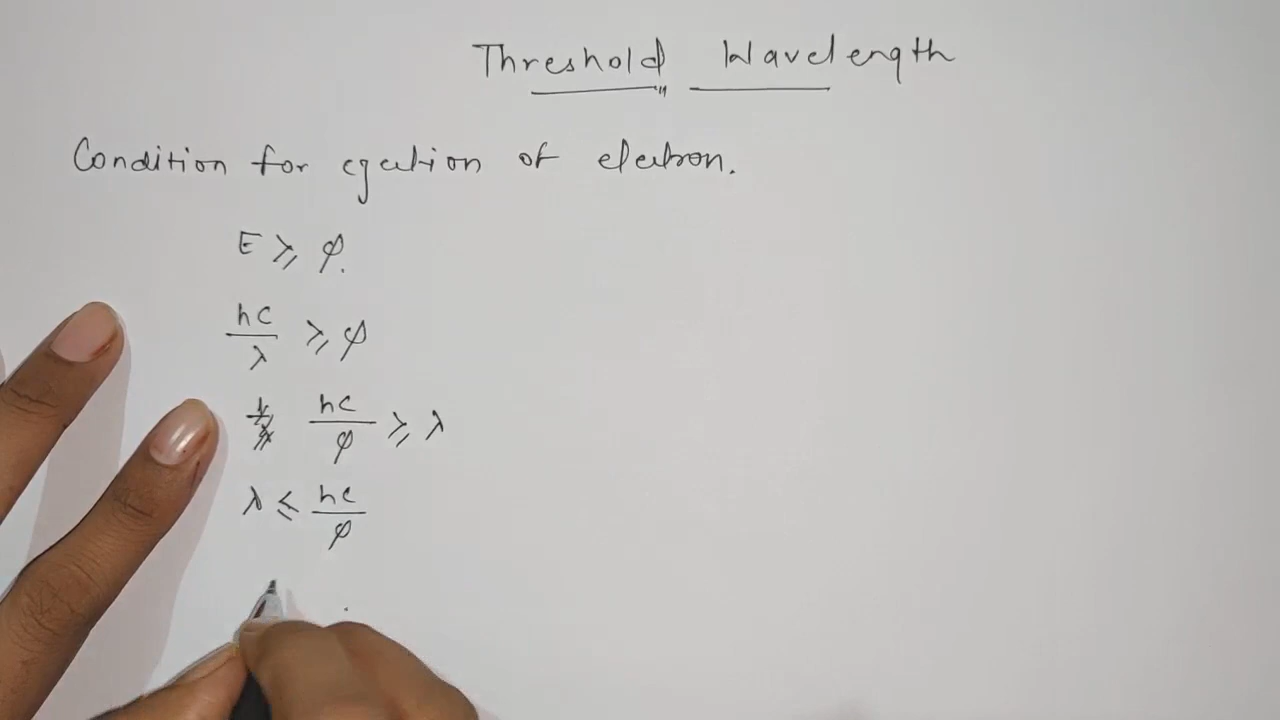 Threshold Wavelength
Condition for ejection of electron.
E ⩾ φ.
hc/λ ⩾ φ
hc/φ ⩾ λ
λ ≤ hc/φ